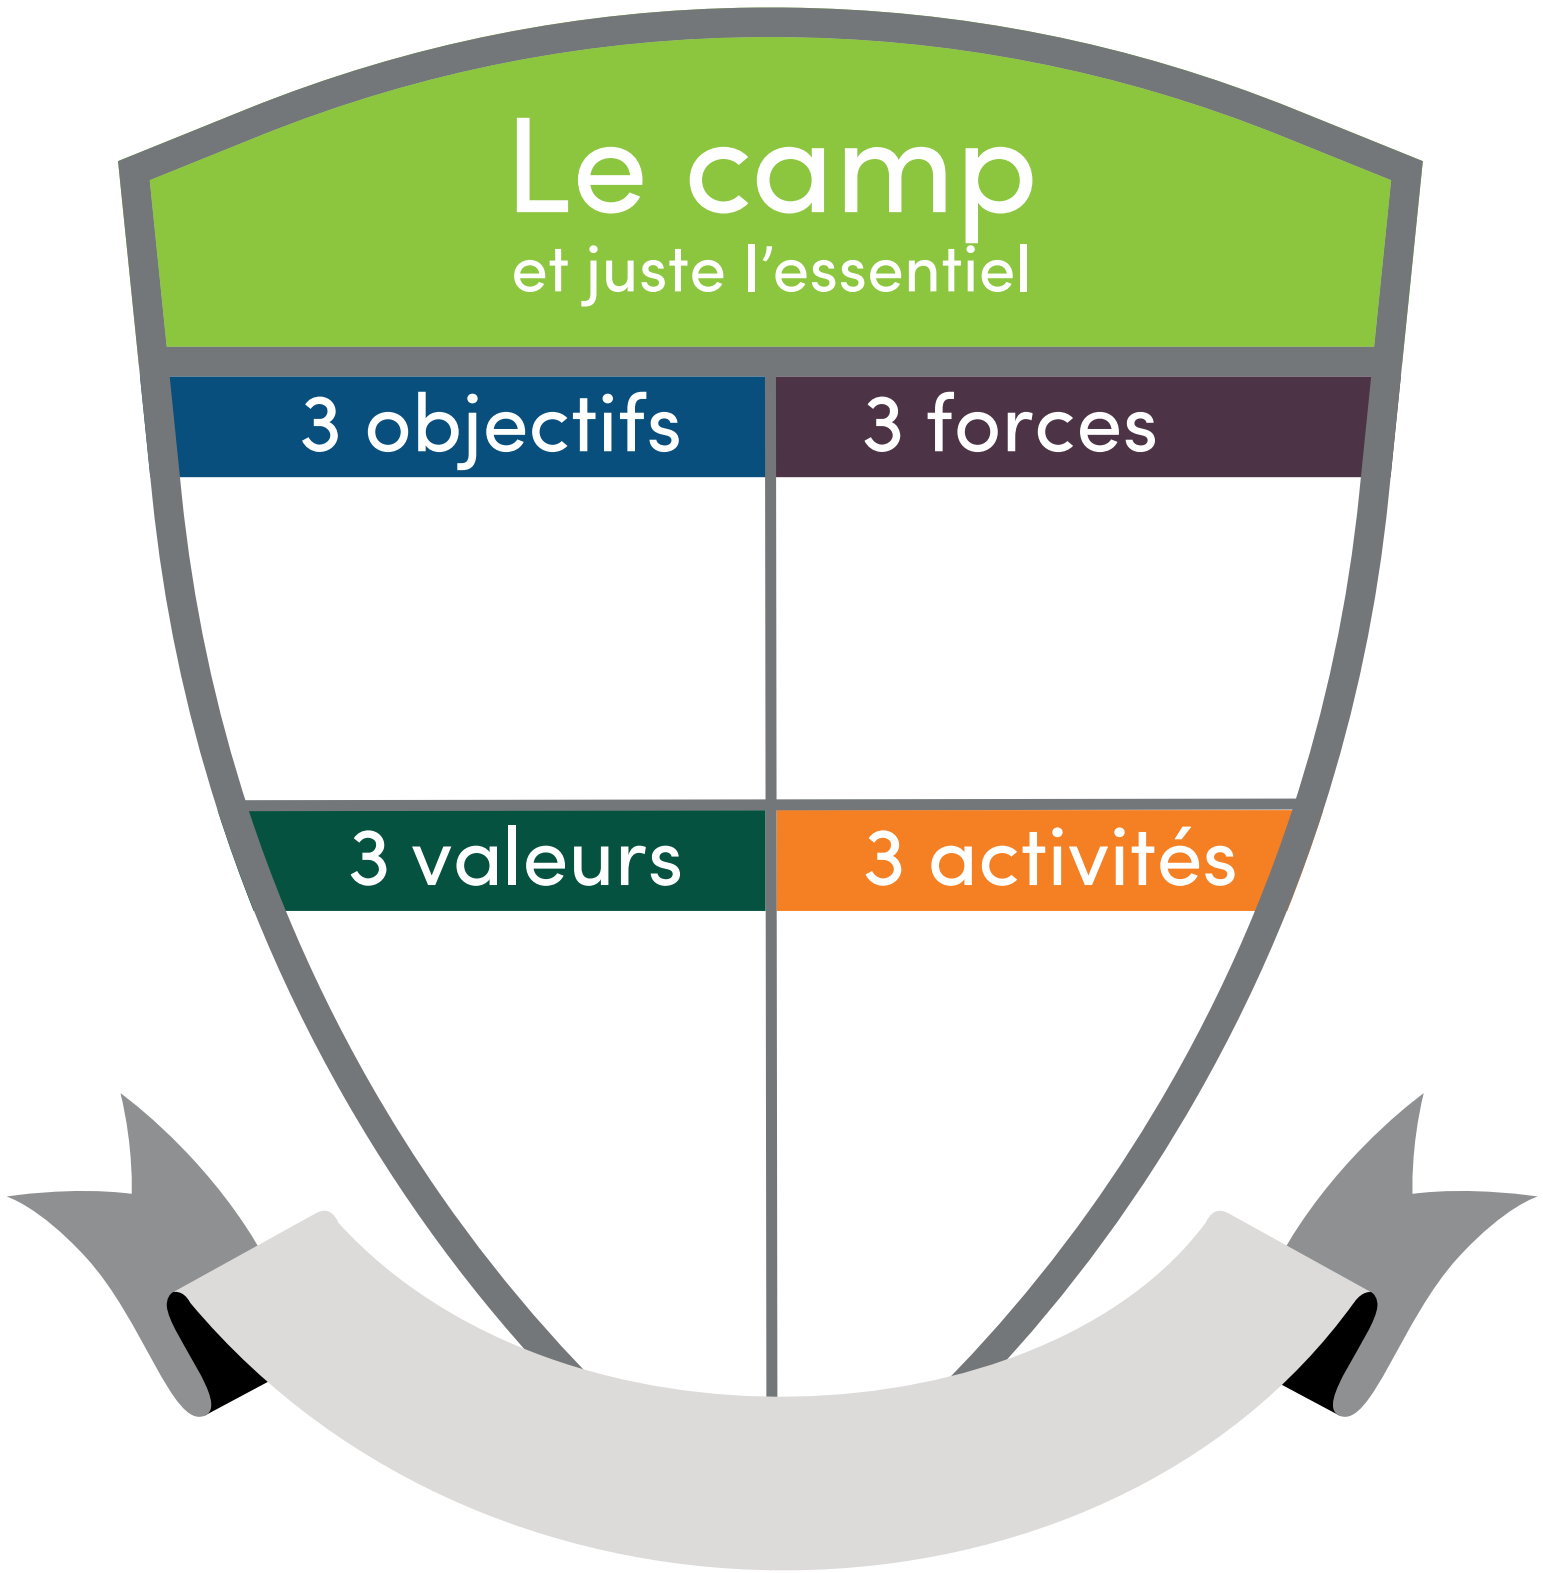 Le camp
et juste l’essentiel
3 objectifs
3 forces
3 valeurs
3 activités